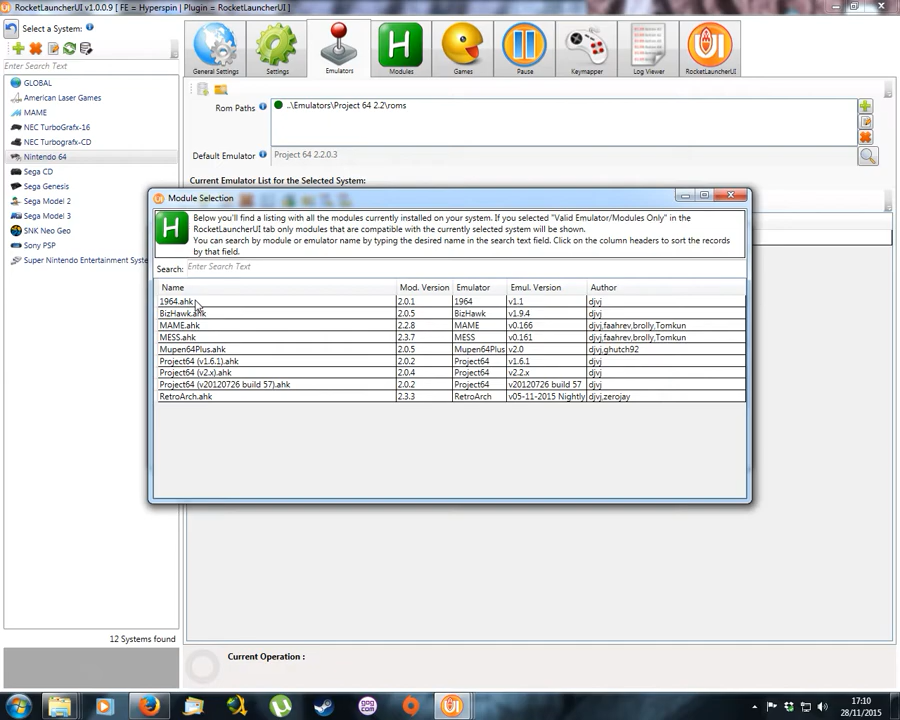 RocketLauncherUI v1.0.0.9 [ FE = Hyperspin | Plugin = RocketLauncherUI ]
Select a System:
Enter Search Text
GLOBAL
American Laser Games
MAME
NEC TurboGrafx-16
NEC Turbografx-CD
Nintendo 64
Sega CD
Sega Genesis
Sega Model 2
Sega Model 3
SNK Neo Geo
Sony PSP
Super Nintendo Entertainment Syste
12 Systems found
General Settings
Settings
Emulators
Modules
Games
Pause
Keymapper
Log Viewer
RocketLauncherUI
Rom Paths
..\Emulators\Project 64 2.2\roms
Default Emulator
Project 64 2.2.0.3
Current Emulator List for the Selected System:
Module Selection
Below you'll find a listing with all the modules currently installed on your system. If you selected "Valid Emulator/Modules Only" in the
RocketLauncherUI tab only modules that are compatible with the currently selected system will be shown.
You can search by module or emulator name by typing the desired name in the search text field. Click on the column headers to sort the records
by that field.
Search: Enter Search Text
Name Mod. Version Emulator Emul. Version Author
1964.ahk 2.0.1 1964 v1.1 djvj
BizHawk.ahk 2.0.5 BizHawk v1.9.4 djvj
MAME.ahk 2.2.8 MAME v0.166 djvj,faahrev,brolly,Tomkun
MESS.ahk 2.3.7 MESS v0.161 djvj,faahrev,brolly,Tomkun
Mupen64Plus.ahk 2.0.5 Mupen64Plus v2.0 djvj,ghutch92
Project64 (v1.6.1).ahk 2.0.2 Project64 v1.6.1 djvj
Project64 (v2.x).ahk 2.0.4 Project64 v2.2.x djvj
Project64 (v20120726 build 57).ahk 2.0.2 Project64 v20120726 build 57 djvj
RetroArch.ahk 2.3.3 RetroArch v05-11-2015 Nightly djvj,zerojay
Current Operation :
17:10
28/11/2015